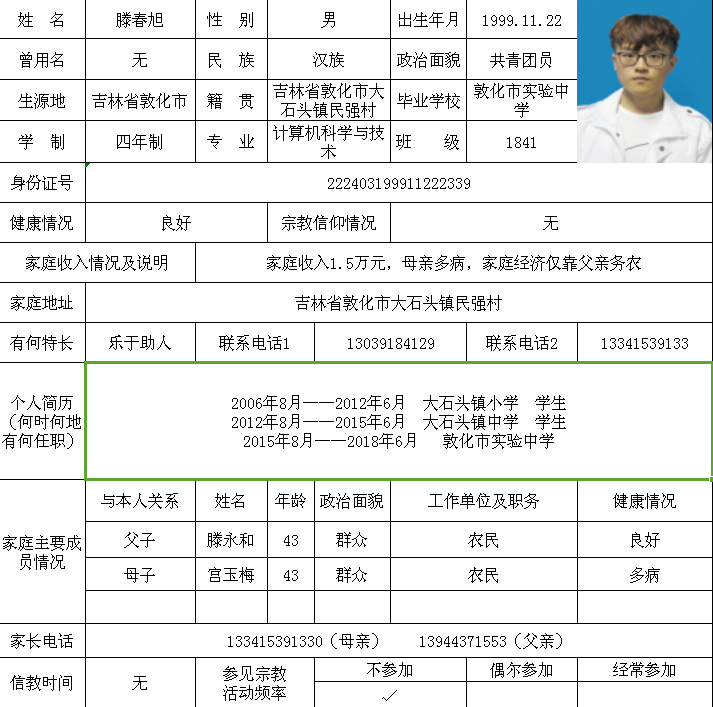 姓 名 滕春旭 性 别 男 出生年月 1999.11.22
曾用名 无 民 族 汉族 政治面貌 共青团员
生源地 吉林省敦化市 籍 贯 吉林省敦化市大石头镇民强村 毕业学校 敦化市实验中学
学 制 四年制 专 业 计算机科学与技术 班 级 1841
身份证号 222403199911222339
健康情况 良好 宗教信仰情况 无
家庭收入情况及说明 家庭收入1.5万元，母亲多病，家庭经济仅靠父亲务农
家庭地址 吉林省敦化市大石头镇民强村
有何特长 乐于助人 联系电话1 13039184129 联系电话2 13341539133
个人简历
（何时何地
有何任职）
2006年8月——2012年6月 大石头镇小学 学生
2012年8月——2015年6月 大石头镇中学 学生
2015年8月——2018年6月 敦化市实验中学
家庭主要成
员情况
与本人关系 姓名 年龄 政治面貌 工作单位及职务 健康情况
父子 滕永和 43 群众 农民 良好
母子 宫玉梅 43 群众 农民 多病
家长电话 133415391330（母亲） 13944371553（父亲）
信教时间 无 参见宗教
活动频率
不参加 偶尔参加 经常参加
✓